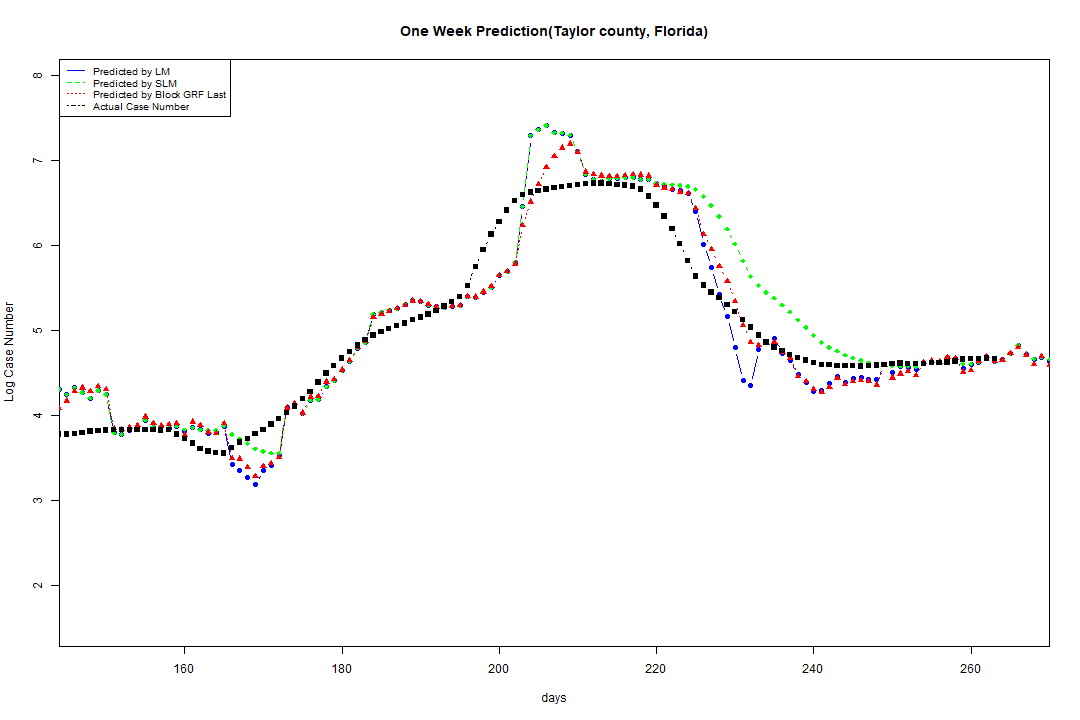 One Week Prediction(Taylor county, Florida)
Predicted by LM
Predicted by SLM
Predicted by Block GRF Last
Actual Case Number
8
7
6
5
4
3
2
Log Case Number
160 180 200 220 240 260
days